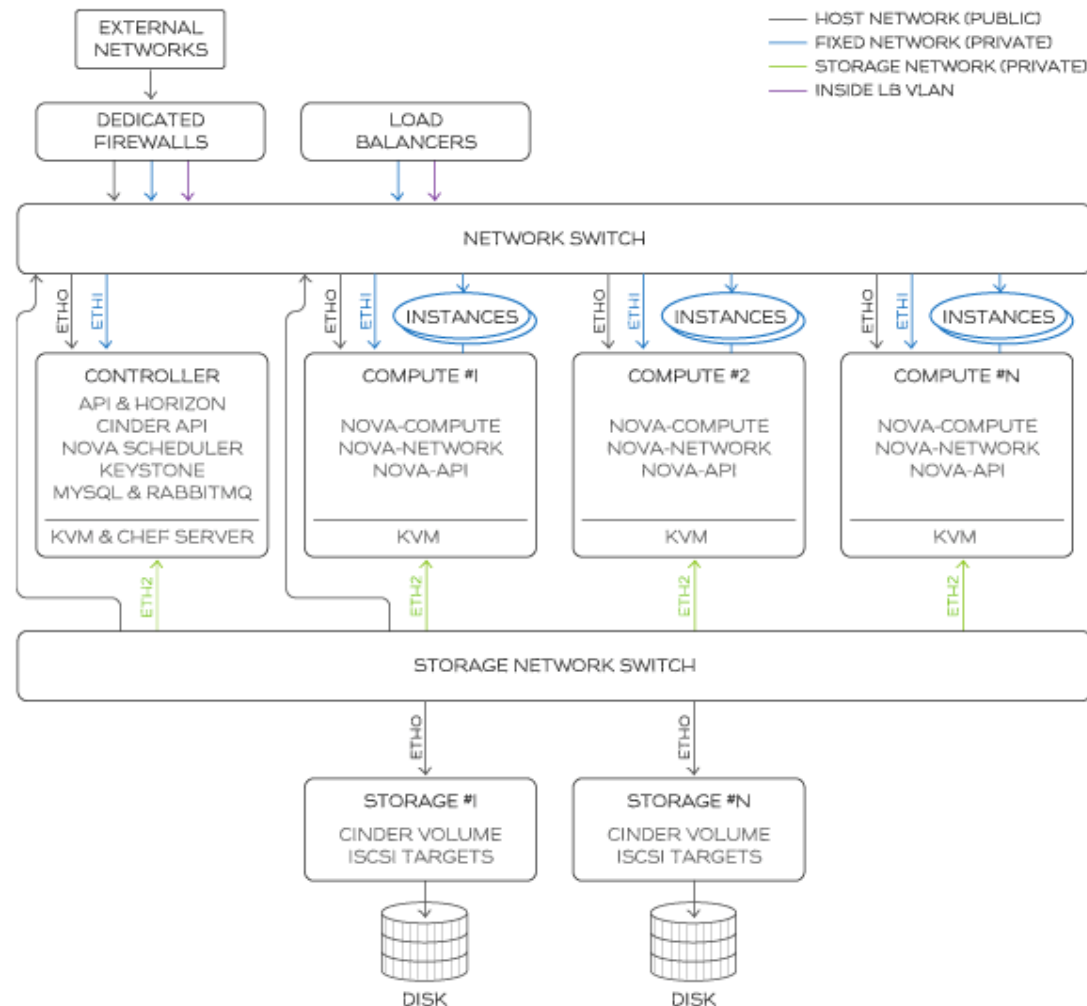 EXTERNAL
NETWORKS
HOST NETWORK (PUBLIC)
FIXED NETWORK (PRIVATE)
STORAGE NETWORK (PRIVATE)
INSIDE LB VLAN
DEDICATED
FIREWALLS
LOAD
BALANCERS
NETWORK SWITCH
ETH0
ETH1
ETH0
ETH1
INSTANCES
ETH0
ETH1
INSTANCES
ETH0
ETH1
INSTANCES
CONTROLLER
API & HORIZON
CINDER API
NOVA SCHEDULER
KEYSTONE
MYSQL & RABBITMQ
KVM & CHEF SERVER
COMPUTE #1
NOVA-COMPUTE
NOVA-NETWORK
NOVA-API
KVM
COMPUTE #2
NOVA-COMPUTE
NOVA-NETWORK
NOVA-API
KVM
COMPUTE #N
NOVA-COMPUTE
NOVA-NETWORK
NOVA-API
KVM
ETH2
ETH2
ETH2
ETH2
STORAGE NETWORK SWITCH
ETH0
ETH0
STORAGE #1
CINDER VOLUME
ISCSI TARGETS
STORAGE #N
CINDER VOLUME
ISCSI TARGETS
DISK
DISK